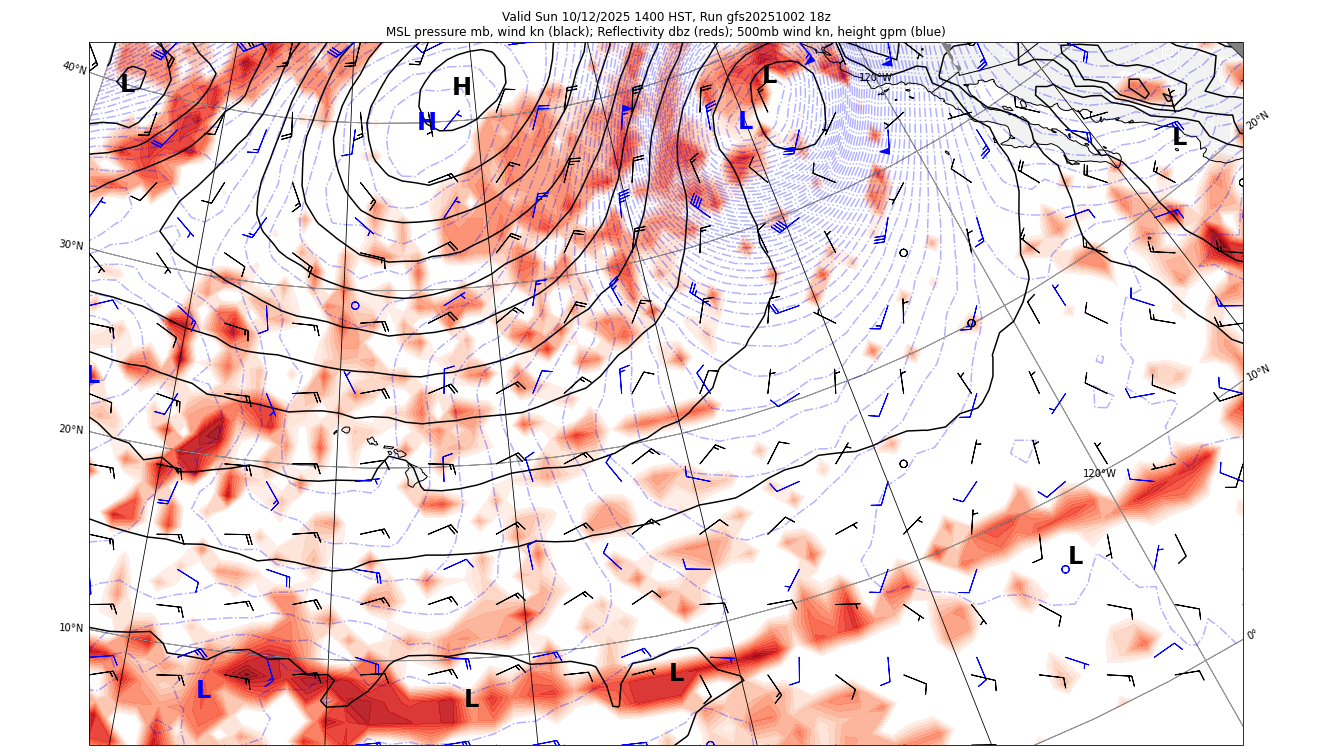 Valid Sun 10/12/2025 1400 HST, Run gfs20251002 18z
MSL pressure mb, wind kn (black); Reflectivity dbz (reds); 500mb wind kn, height gpm (blue)
40°N
L
H
L
120°W
H
L
20°N
L
30°N
L
10°N
20°N
120°W
L
10°N
0°
L
L
L